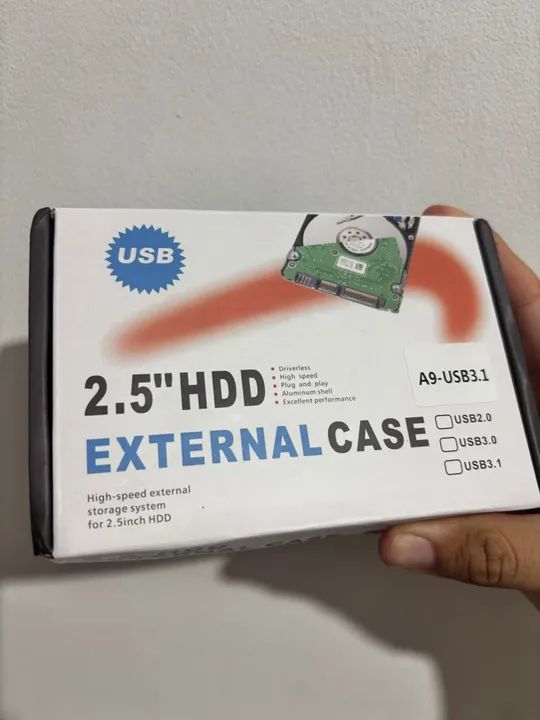 USB
2.5"HDD
• Driverless
• High speed
• Plug and play
• Aluminum shell
• Excellent performance
A9-USB3.1
EXTERNAL CASE
USB2.0
USB3.0
USB3.1
High-speed external
storage system
for 2.5inch HDD